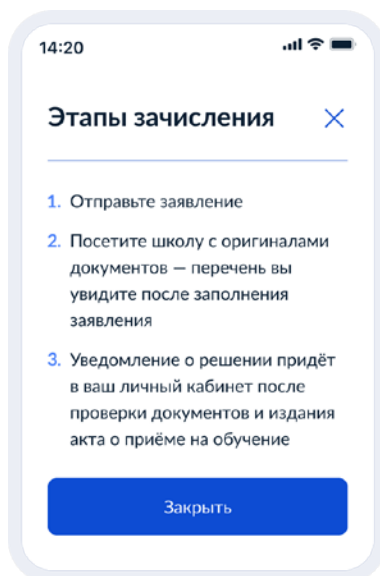 14:20
Этапы зачисления
1. Отправьте заявление
2. Посетите школу с оригиналами
документов — перечень вы
увидите после заполнения
заявления
3. Уведомление о решении придёт
в ваш личный кабинет после
проверки документов и издания
акта о приёме на обучение
Закрыть